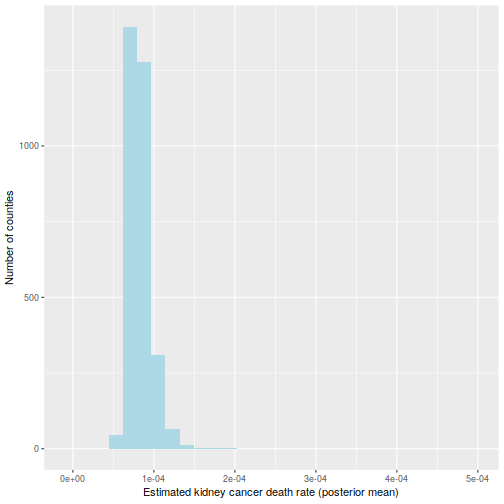 1000
500
0
Number of counties
0e+00 1e-04 2e-04 3e-04 4e-04 5e-04
Estimated kidney cancer death rate (posterior mean)